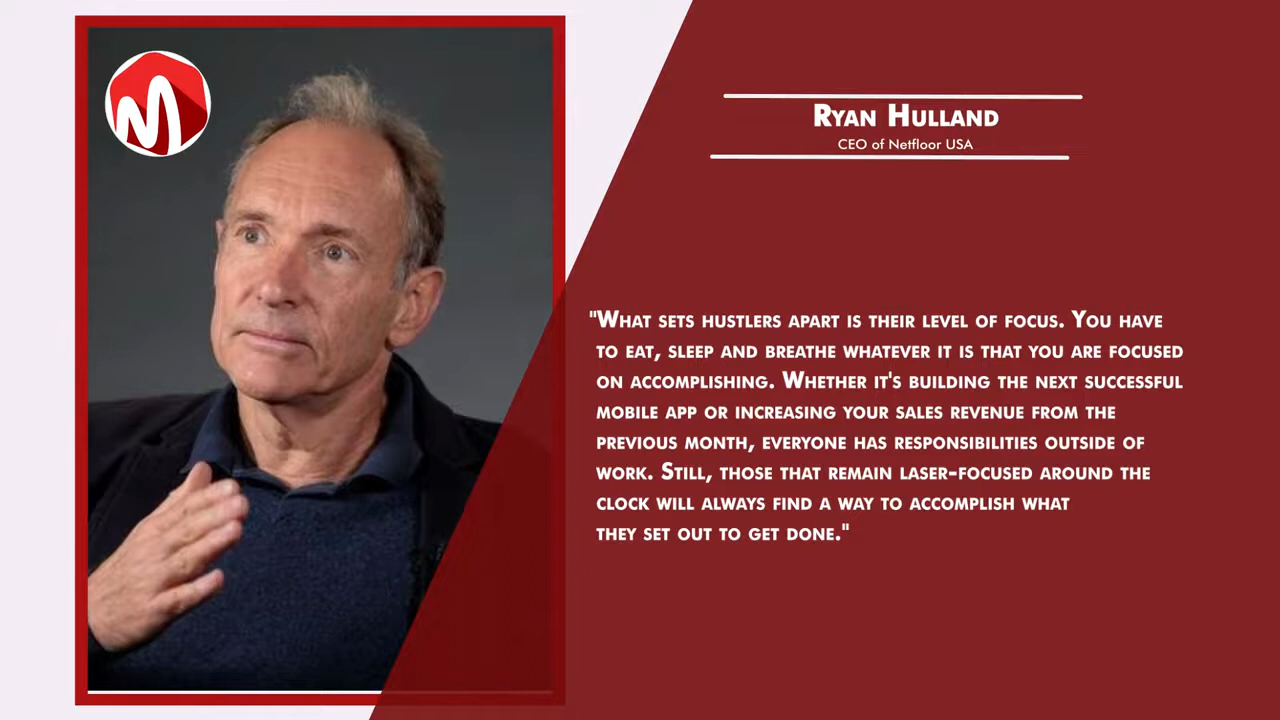 Ryan Hulland
CEO of Netfloor USA
"What sets hustlers apart is their level of focus. You have
to eat, sleep and breathe whatever it is that you are focused
on accomplishing. Whether it's building the next successful
mobile app or increasing your sales revenue from the
previous month, everyone has responsibilities outside of
work. Still, those that remain laser-focused around the
clock will always find a way to accomplish what
they set out to get done."